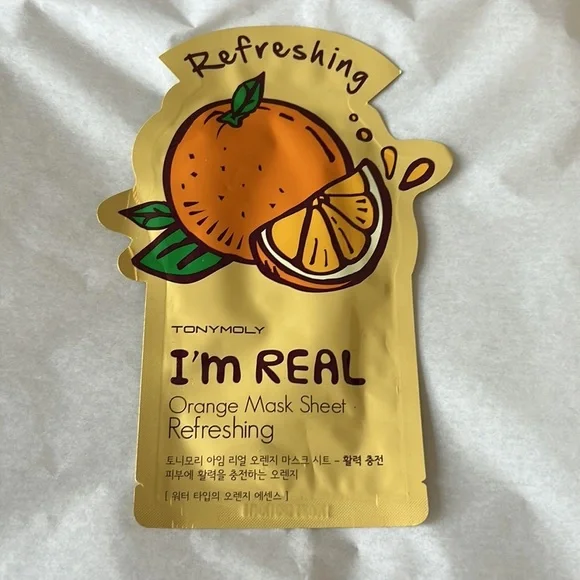 Refreshing
TONYMOLY
I'm REAL
Orange Mask Sheet
Refreshing
토니모리 아임 리얼 오렌지 마스크 시트 - 활력 충전
피부에 활력을 충전하는 오렌지
[ 워터 타입의 오렌지 에센스 ]